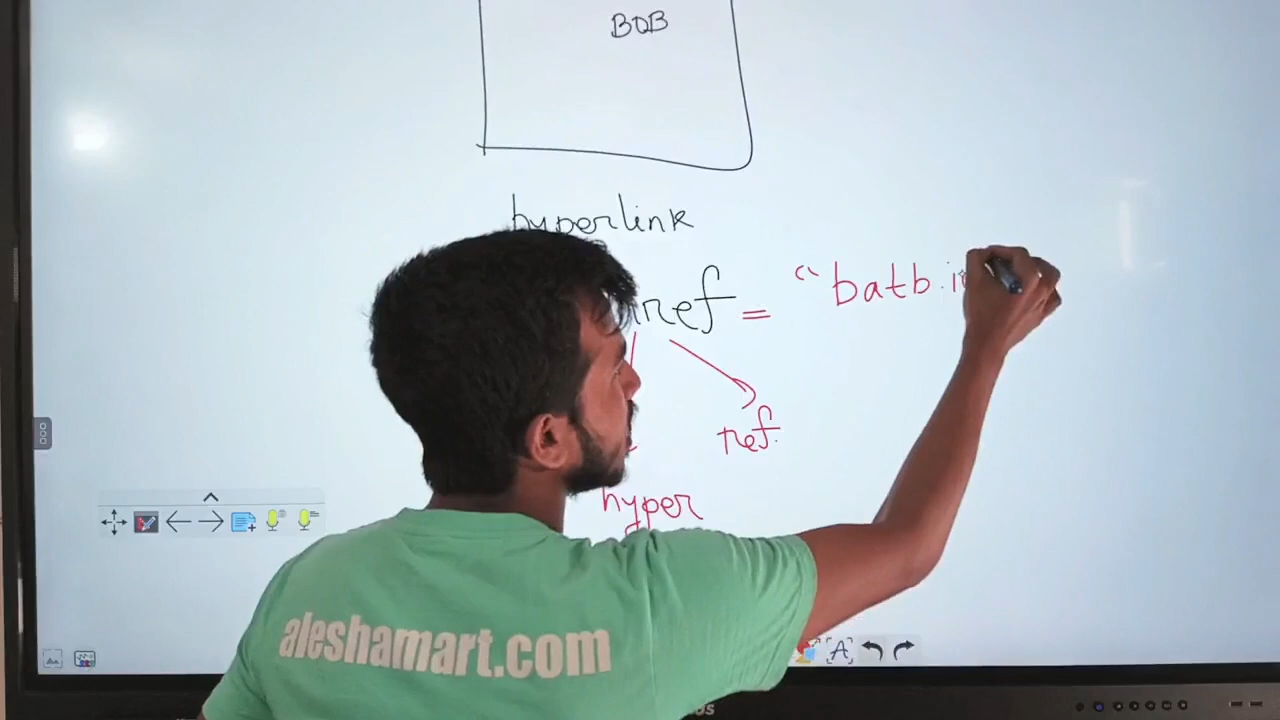 BOB
hyperlink
href = "batb.i
ref.
hyper
aleshamart.com
A